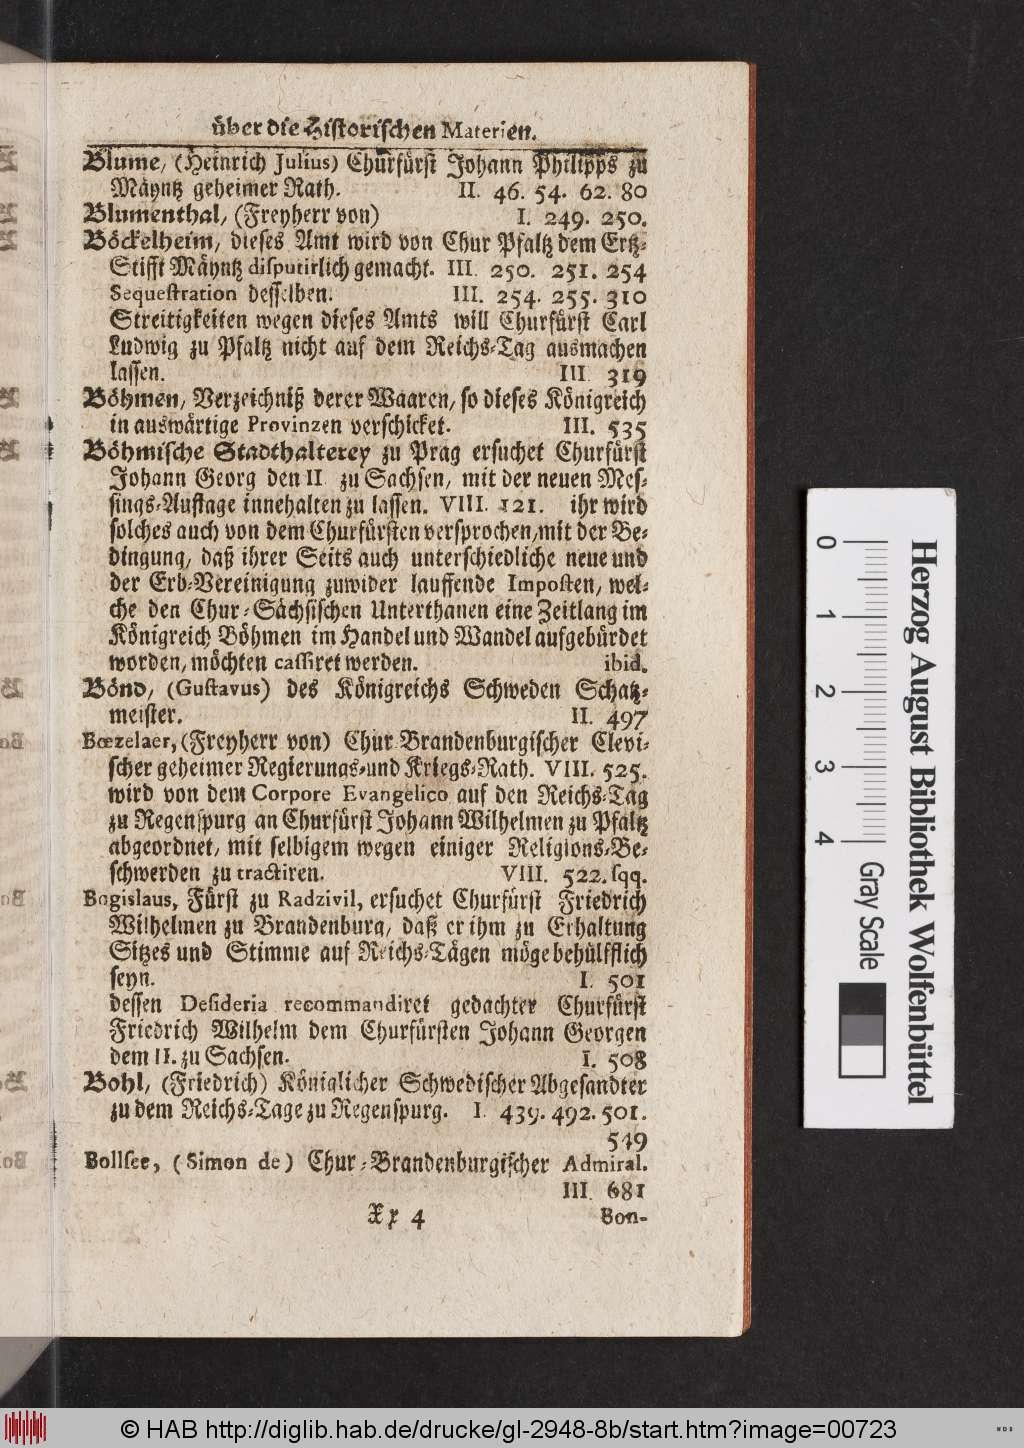 über die Historischen Materien.
Blume, (Heinrich Julius) Churfürst Johann Philipps zu
Mäyntz geheimer Rath. II. 46. 54. 62. 80
Blumenthal, (Freyherr von) I. 249. 250.
Böckelheim, dieses Amt wird von Chur Pfaltz dem Ertz-
Stifft Mäyntz disputirlich gemacht. III. 250. 251. 254
Sequestration desselben. III. 254. 255. 310
Streitigkeiten wegen dieses Amts will Churfürst Carl
Ludwig zu Pfaltz nicht auf dem Reichs-Tag ausmachen
lassen. III. 319
Böhmen, Verzeichniß derer Waaren, so dieses Königreich
in auswärtige Provinzen verschicket. III. 535
Böhmische Stadthalterey zu Prag ersuchet Churfürst
Johann Georg den II zu Sachsen, mit der neuen Mes-
sings-Auflage innehalten zu lassen. VIII. 121. ihr wird
solches auch von dem Churfürsten versprochen, mit der Be-
dingung, daß ihrer Seits auch unterschiedliche neue und
der Erb-Vereinigung zuwider lauffende Imposten, wel-
che den Chur-Sächsischen Unterthanen eine Zeitlang im
Königreich Böhmen im Handel und Wandel aufgebürdet
worden, möchten cassiret werden. ibid.
Bönd, (Gustavus) des Königreichs Schweden Schatz-
meister. II. 497
Bœzelaer, (Freyherr von) Chur Brandenburgischer Clevi-
scher geheimer Regierungs-und Kriegs-Rath. VIII. 525.
wird von dem Corpore Evangelico auf den Reichs-Tag
zu Regenspurg an Churfürst Johann Wilhelmen zu Pfaltz
abgeordnet, mit selbigem wegen einiger Religions-Be-
schwerden zu tractiren. VIII. 522. sqq.
Bogislaus, Fürst zu Radzivil, ersuchet Churfürst Friedrich
Wilhelmen zu Brandenburg, daß er ihm zu Erhaltung
Sitzes und Stimme auf Reichs-Tägen möge behülfflich
seyn. I. 501
dessen Desideria recommandiret gedachter Churfürst
Friedrich Wilhelm dem Churfürsten Johann Georgen
dem II. zu Sachsen. I. 508
Bohl, (Friedrich) Königlicher Schwedischer Abgesandter
zu dem Reichs-Tage zu Regenspurg. I. 439. 492. 501.
549
Bollser, (Simon de) Chur-Brandenburgischer Admiral.
III. 681
Xx 4 Bon-
0 1 2 3 4 Gray Scale
Herzog August Bibliothek Wolfenbüttel
© HAB http://diglib.hab.de/drucke/gl-2948-8b/start.htm?image=00723